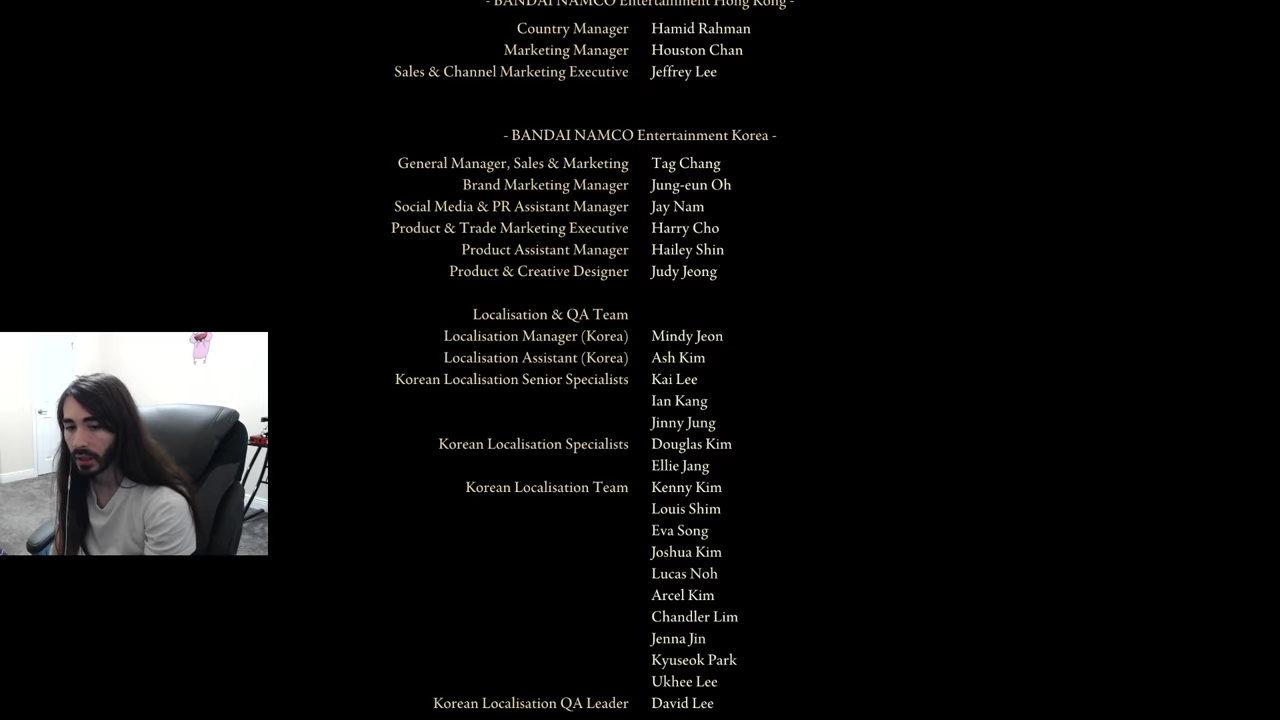 - BANDAI NAMCO Entertainment Hong Kong -
Country Manager Hamid Rahman
Marketing Manager Houston Chan
Sales & Channel Marketing Executive Jeffrey Lee
- BANDAI NAMCO Entertainment Korea -
General Manager, Sales & Marketing Tag Chang
Brand Marketing Manager Jung-eun Oh
Social Media & PR Assistant Manager Jay Nam
Product & Trade Marketing Executive Harry Cho
Product Assistant Manager Hailey Shin
Product & Creative Designer Judy Jeong
Localisation & QA Team
Localisation Manager (Korea) Mindy Jeon
Localisation Assistant (Korea) Ash Kim
Korean Localisation Senior Specialists Kai Lee
Ian Kang
Jinny Jung
Korean Localisation Specialists Douglas Kim
Ellie Jang
Korean Localisation Team Kenny Kim
Louis Shim
Eva Song
Joshua Kim
Lucas Noh
Arcel Kim
Chandler Lim
Jenna Jin
Kyuseok Park
Ukhee Lee
Korean Localisation QA Leader David Lee